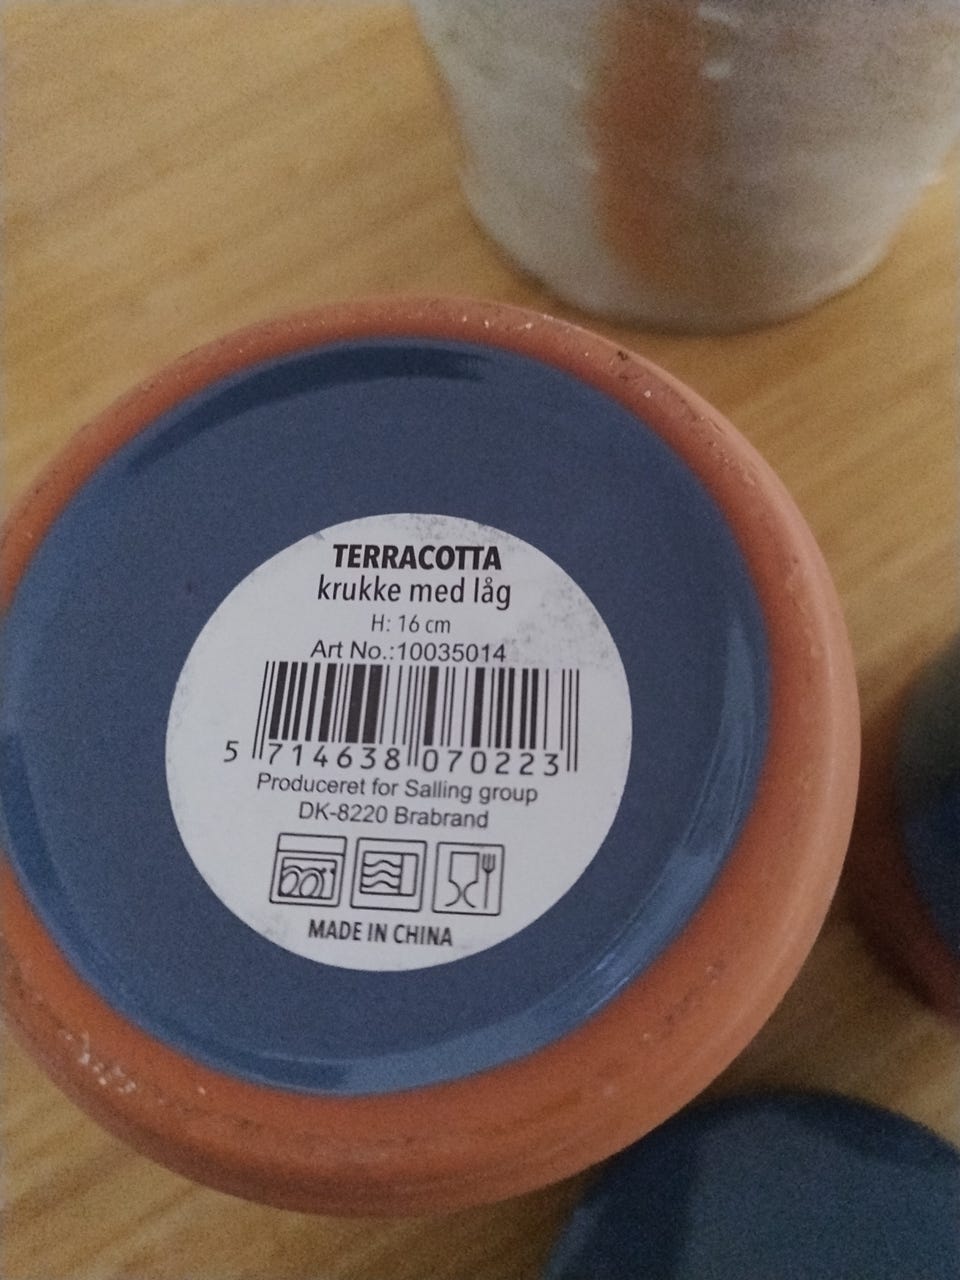 TERRACOTTA
krukke med låg
H: 16 cm
Art No.:10035014
5 714638 070223
Produceret for Salling group
DK-8220 Brabrand
MADE IN CHINA